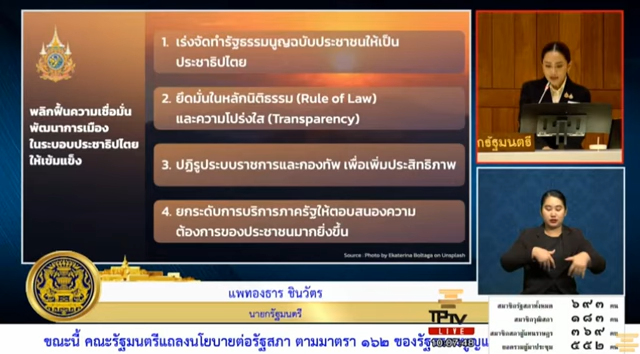 พลิกฟื้นความเชื่อมั่น
พัฒนาการเมือง
ในระบอบประชาธิปไตย
ให้เข้มแข็ง
1. เร่งจัดทำรัฐธรรมนูญฉบับประชาชนให้เป็น
ประชาธิปไตย
2. ยึดมั่นในหลักนิติธรรม (Rule of Law)
และความโปร่งใส (Transparency)
3. ปฏิรูประบบราชการและกองทัพ เพื่อเพิ่มประสิทธิภาพ
4. ยกระดับการบริการภาครัฐให้ตอบสนองความ
ต้องการของประชาชนมากยิ่งขึ้น
Source : Photo by Ekaterina Boltaga on Unsplash
กรัฐมนตรี
แพทองธาร ชินวัตร
นายกรัฐมนตรี
TPTV
LIVE
10:07:48
สมาชิกรัฐสภาทั้งหมด ๖๙๓ คน
สมาชิกวุฒิสภา ๑๘๓ คน
สมาชิกสภาผู้แทนราษฎร ๓๖๙ คน
ยอดรวมผู้มาประชุม ๕๕๒ คน
ขณะนี้ คณะรัฐมนตรีแถลงนโยบายต่อรัฐสภา ตามมาตรา ๑๖๒ ของรัฐ